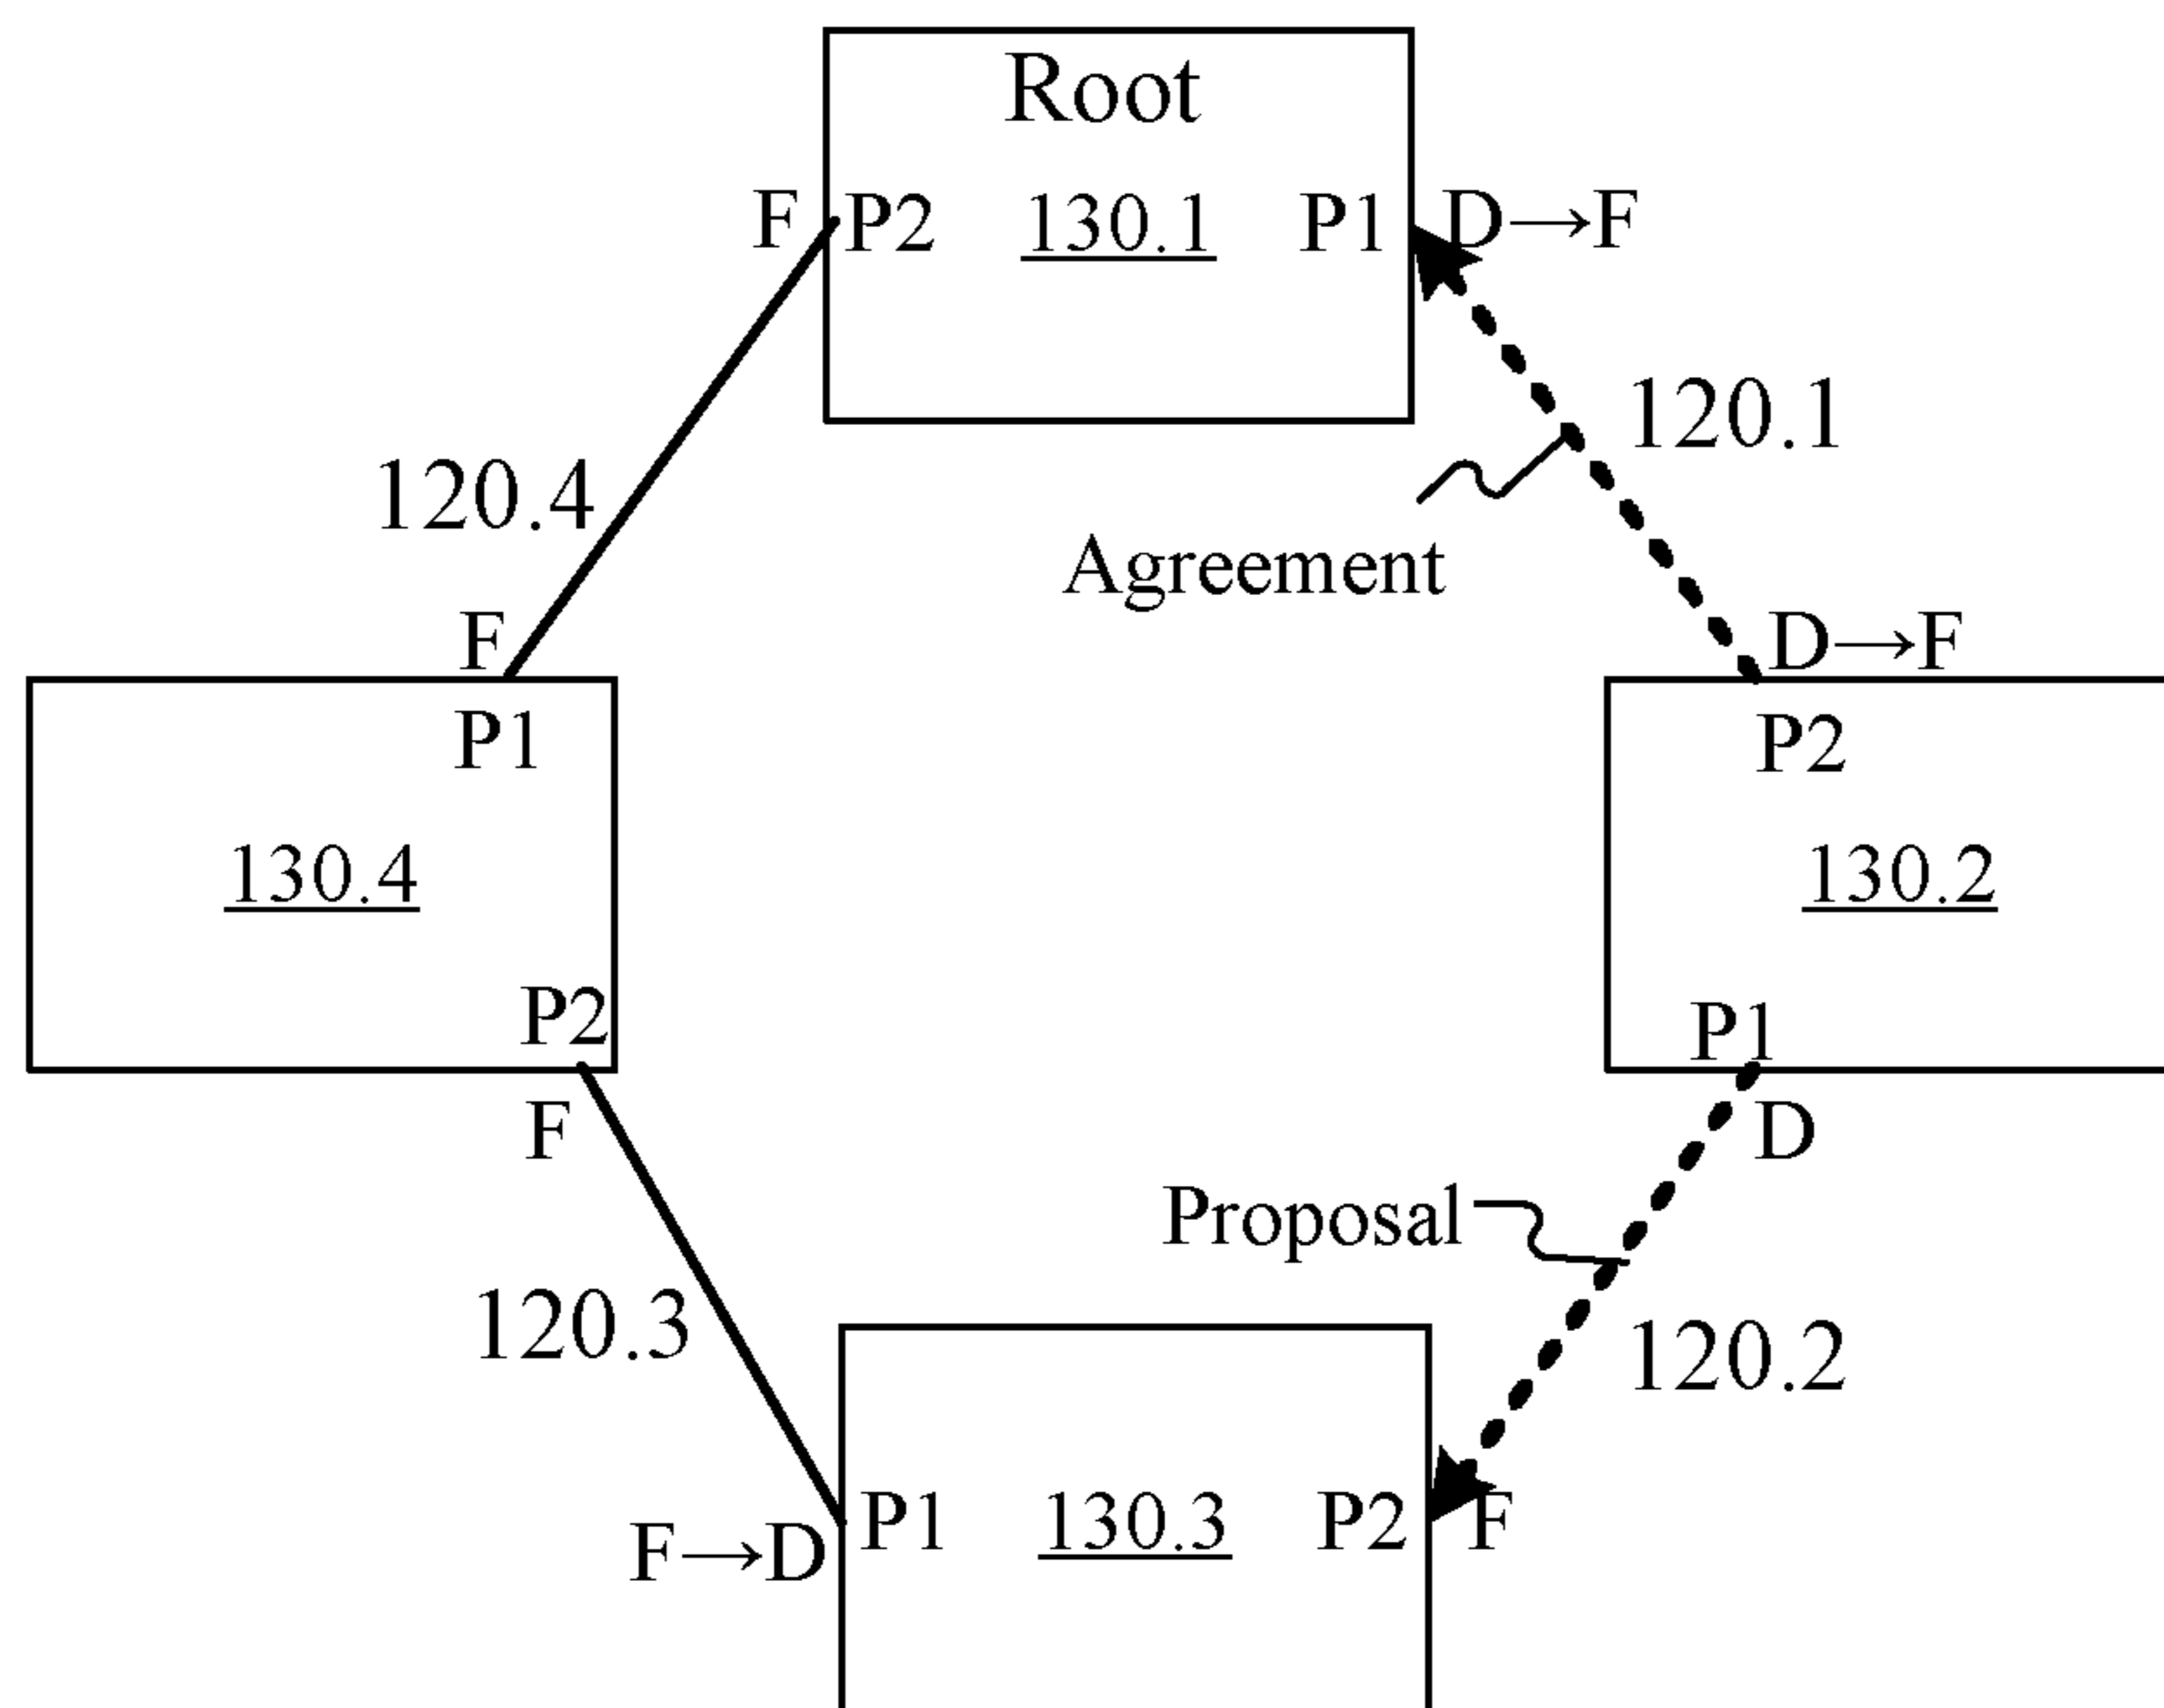 Root
F P2 130.1 P1 D→F
120.1
120.4
Agreement
F
D→F
P1
P2
130.4
130.2
P2
P1
F
D
Proposal
120.3
120.2
F→D P1 130.3 P2 F